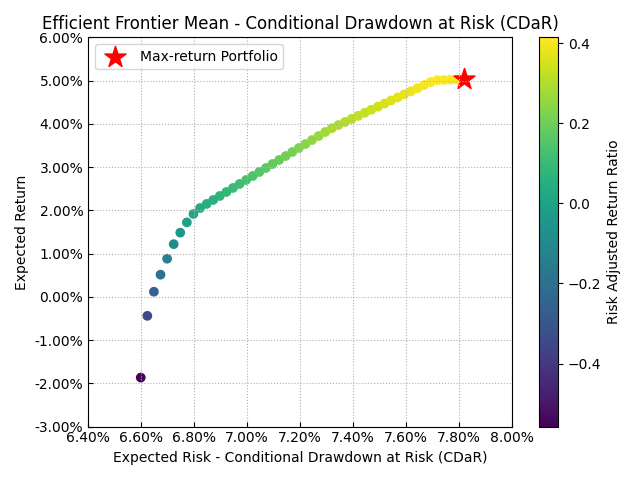 Efficient Frontier Mean - Conditional Drawdown at Risk (CDaR)
Max-return Portfolio
6.00%
5.00%
4.00%
3.00%
2.00%
1.00%
0.00%
-1.00%
-2.00%
-3.00%
Expected Return
6.40% 6.60% 6.80% 7.00% 7.20% 7.40% 7.60% 7.80% 8.00%
Expected Risk - Conditional Drawdown at Risk (CDaR)
0.4
0.2
0.0
−0.2
−0.4
Risk Adjusted Return Ratio